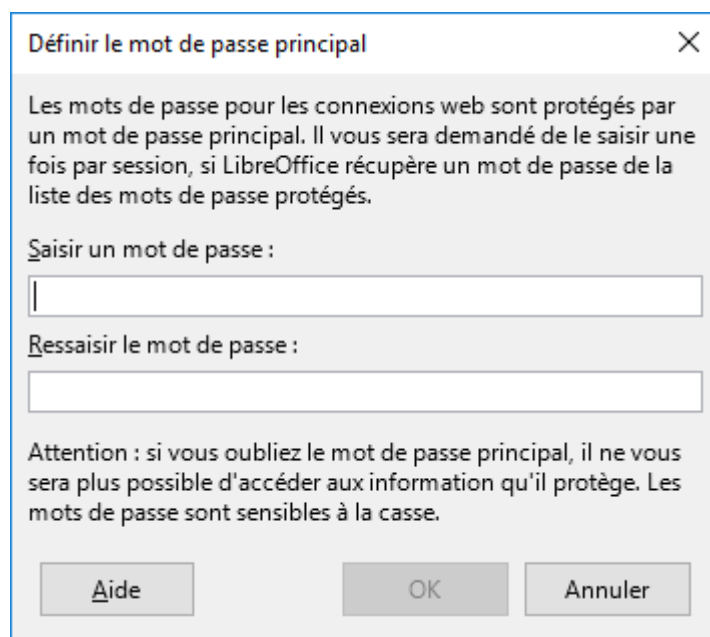 Définir le mot de passe principal
Les mots de passe pour les connexions web sont protégés par
un mot de passe principal. Il vous sera demandé de le saisir une
fois par session, si LibreOffice récupère un mot de passe de la
liste des mots de passe protégés.
Saisir un mot de passe :
Ressaisir le mot de passe :
Attention : si vous oubliez le mot de passe principal, il ne vous
sera plus possible d'accéder aux information qu'il protège. Les
mots de passe sont sensibles à la casse.
Aide OK Annuler